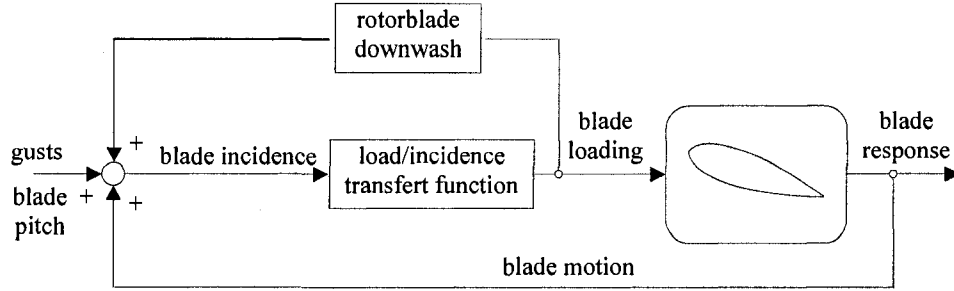 rotorblade
downwash
+
gusts
blade incidence
load/incidence
transfert function
blade
loading
blade
response
+
blade
pitch
+
blade motion